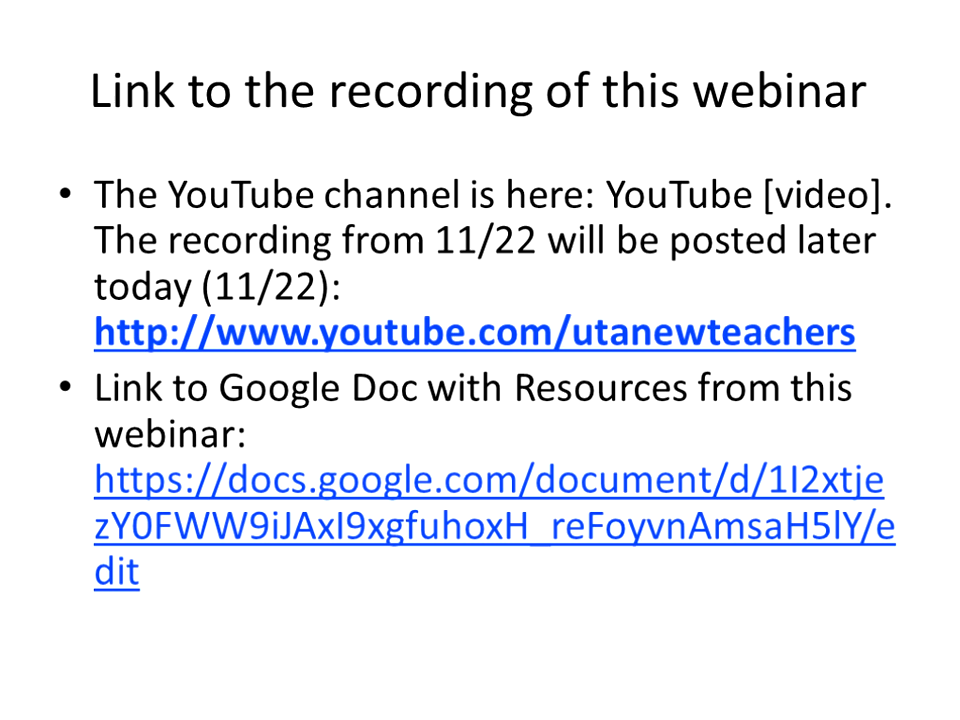 Link to the recording of this webinar
• The YouTube channel is here: YouTube [video].
The recording from 11/22 will be posted later
today (11/22):
http://www.youtube.com/utanewteachers
• Link to Google Doc with Resources from this
webinar:
https://docs.google.com/document/d/1I2xtje
zY0FWW9iJAxI9xgfuhoxH_reFoyvnAmsaH5lY/e
dit